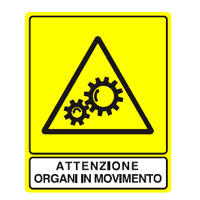 ATTENZIONE
ORGANI IN MOVIMENTO